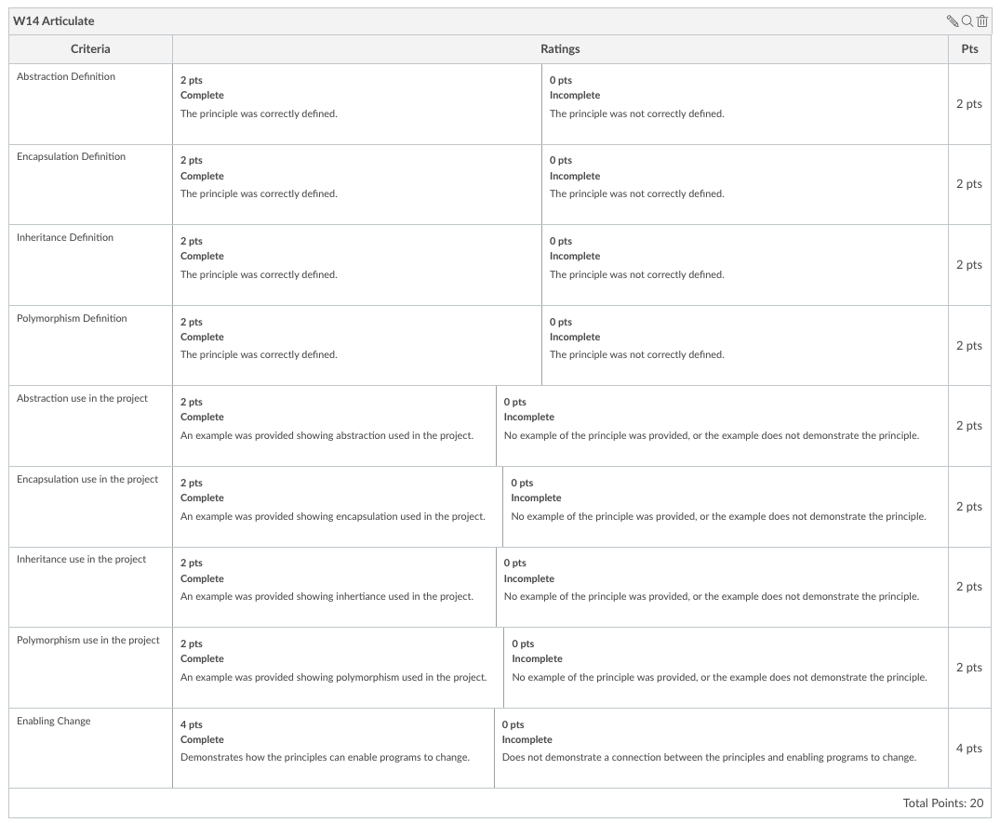 W14 Articulate
Criteria Ratings Pts
Abstraction Definition
2 pts
Complete
The principle was correctly defined.
0 pts
Incomplete
The principle was not correctly defined.
2 pts
Encapsulation Definition
2 pts
Complete
The principle was correctly defined.
0 pts
Incomplete
The principle was not correctly defined.
2 pts
Inheritance Definition
2 pts
Complete
The principle was correctly defined.
0 pts
Incomplete
The principle was not correctly defined.
2 pts
Polymorphism Definition
2 pts
Complete
The principle was correctly defined.
0 pts
Incomplete
The principle was not correctly defined.
2 pts
Abstraction use in the project
2 pts
Complete
An example was provided showing abstraction used in the project.
0 pts
Incomplete
No example of the principle was provided, or the example does not demonstrate the principle.
2 pts
Encapsulation use in the project
2 pts
Complete
An example was provided showing encapsulation used in the project.
0 pts
Incomplete
No example of the principle was provided, or the example does not demonstrate the principle.
2 pts
Inheritance use in the project
2 pts
Complete
An example was provided showing inhertiance used in the project.
0 pts
Incomplete
No example of the principle was provided, or the example does not demonstrate the principle.
2 pts
Polymorphism use in the project
2 pts
Complete
An example was provided showing polymorphism used in the project.
0 pts
Incomplete
No example of the principle was provided, or the example does not demonstrate the principle.
2 pts
Enabling Change
4 pts
Complete
Demonstrates how the principles can enable programs to change.
0 pts
Incomplete
Does not demonstrate a connection between the principles and enabling programs to change.
4 pts
Total Points: 20